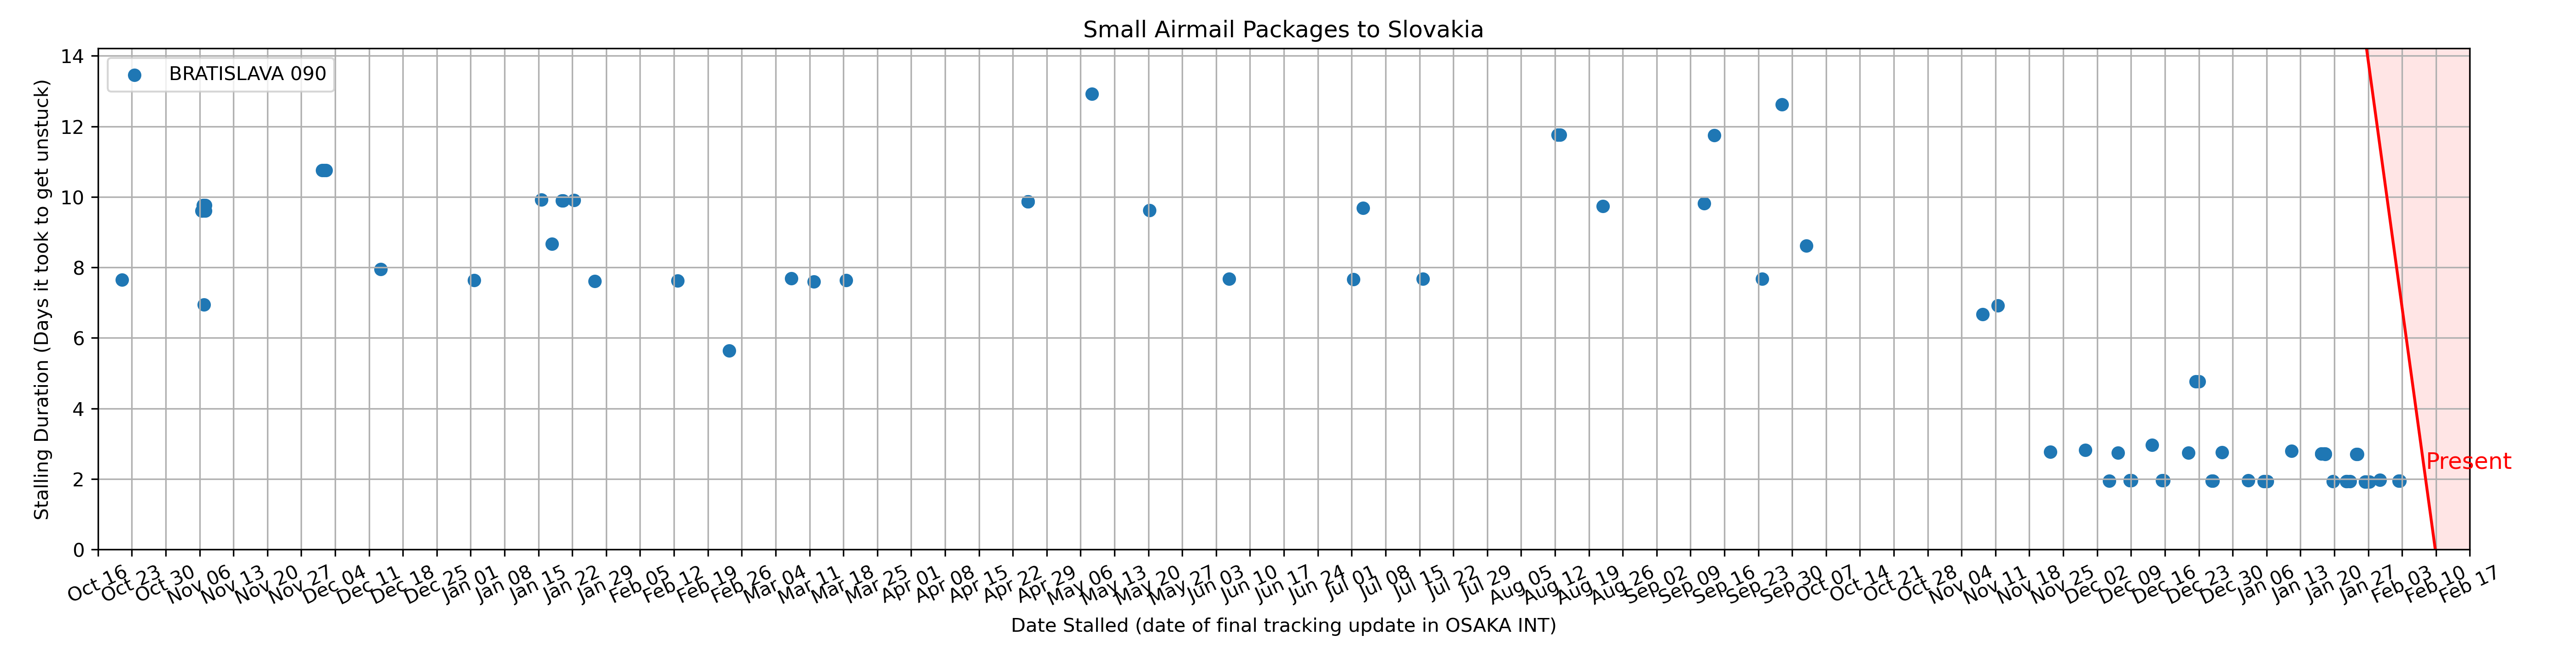 Small Airmail Packages to Slovakia
BRATISLAVA 090
Stalling Duration (Days it took to get unstuck)
14
12
10
8
6
4
2
0
Present
Oct 16 Oct 23 Oct 30 Nov 06 Nov 13 Nov 20 Nov 27 Dec 04 Dec 11 Dec 18 Dec 25 Jan 01 Jan 08 Jan 15 Jan 22 Jan 29 Feb 05 Feb 12 Feb 19 Feb 26 Mar 04 Mar 11 Mar 18 Mar 25 Apr 01 Apr 08 Apr 15 Apr 22 Apr 29 May 06 May 13 May 20 May 27 Jun 03 Jun 10 Jun 17 Jun 24 Jul 01 Jul 08 Jul 15 Jul 22 Jul 29 Aug 05 Aug 12 Aug 19 Aug 26 Sep 02 Sep 09 Sep 16 Sep 23 Sep 30 Oct 07 Oct 14 Oct 21 Oct 28 Nov 04 Nov 11 Nov 18 Nov 25 Dec 02 Dec 09 Dec 16 Dec 23 Dec 30 Jan 06 Jan 13 Jan 20 Jan 27 Feb 03 Feb 10 Feb 17
Date Stalled (date of final tracking update in OSAKA INT)